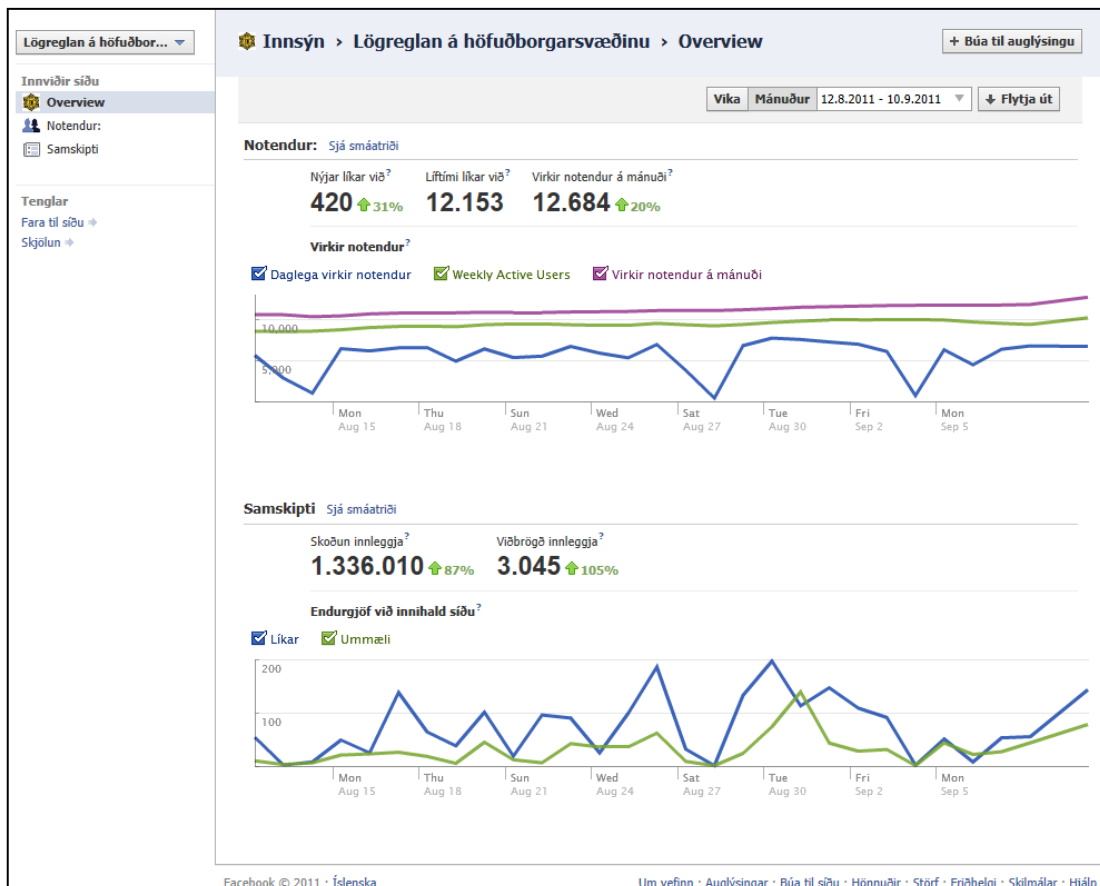 Lögreglan á höfuðbor...
Innsýn › Lögreglan á höfuðborgarsvæðinu › Overview
+ Búa til auglýsingu
Innviðir síðu
Overview
Notendur:
Samskipti
Tenglar
Fara til síðu
Skjölun
Vika Mánuður 12.8.2011 - 10.9.2011 Flytja út
Notendur: Sjá smáatriði
Nýjar líkar við? Líftími líkar við? Virkir notendur á mánuði?
420 31% 12.153 12.684 20%
Virkir notendur?
Daglega virkir notendur Weekly Active Users Virkir notendur á mánuði
10,000
5,000
Mon Thu Sun Wed Sat Tue Fri Mon
Aug 15 Aug 18 Aug 21 Aug 24 Aug 27 Aug 30 Sep 2 Sep 5
Samskipti Sjá smáatriði
Skoðun innleggja? Viðbrögð innleggja?
1.336.010 87% 3.045 105%
Endurgjöf við innihald síðu?
Líkar Ummæli
200
100
Mon Thu Sun Wed Sat Tue Fri Mon
Aug 15 Aug 18 Aug 21 Aug 24 Aug 27 Aug 30 Sep 2 Sep 5
Facebook © 2011 · Íslenska
Um vefinn · Auglýsingar · Búa til síðu · Hönnuðir · Störf · Friðhelgi · Skilmálar · Hjálp